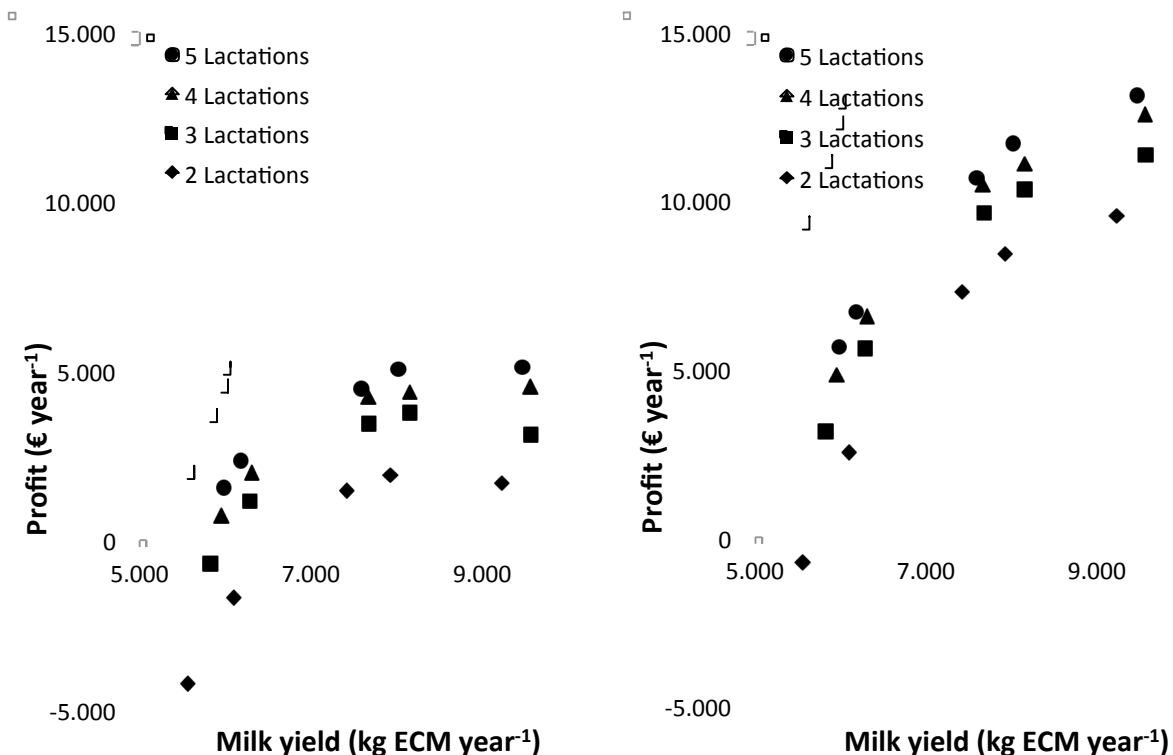 15.000
5 Lactations
4 Lactations
3 Lactations
2 Lactations
10.000
5.000
0
-5.000
5.000
7.000
9.000
Profit (€ year⁻¹)
Milk yield (kg ECM year⁻¹)
15.000
5 Lactations
4 Lactations
3 Lactations
2 Lactations
10.000
5.000
0
-5.000
5.000
7.000
9.000
Profit (€ year⁻¹)
Milk yield (kg ECM year⁻¹)